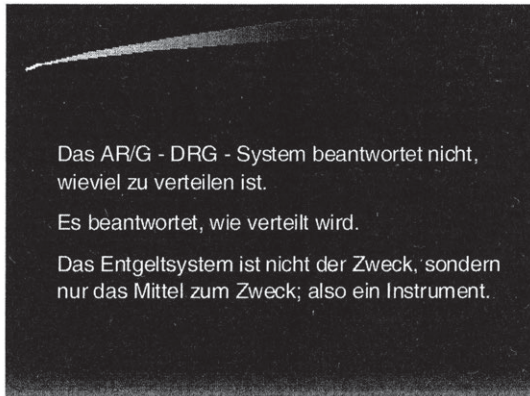 Das AR/G - DRG - System beantwortet nicht,
wieviel zu verteilen ist.
Es beantwortet, wie verteilt wird.
Das Entgeltsystem ist nicht der Zweck, sondern
nur das Mittel zum Zweck; also ein Instrument.